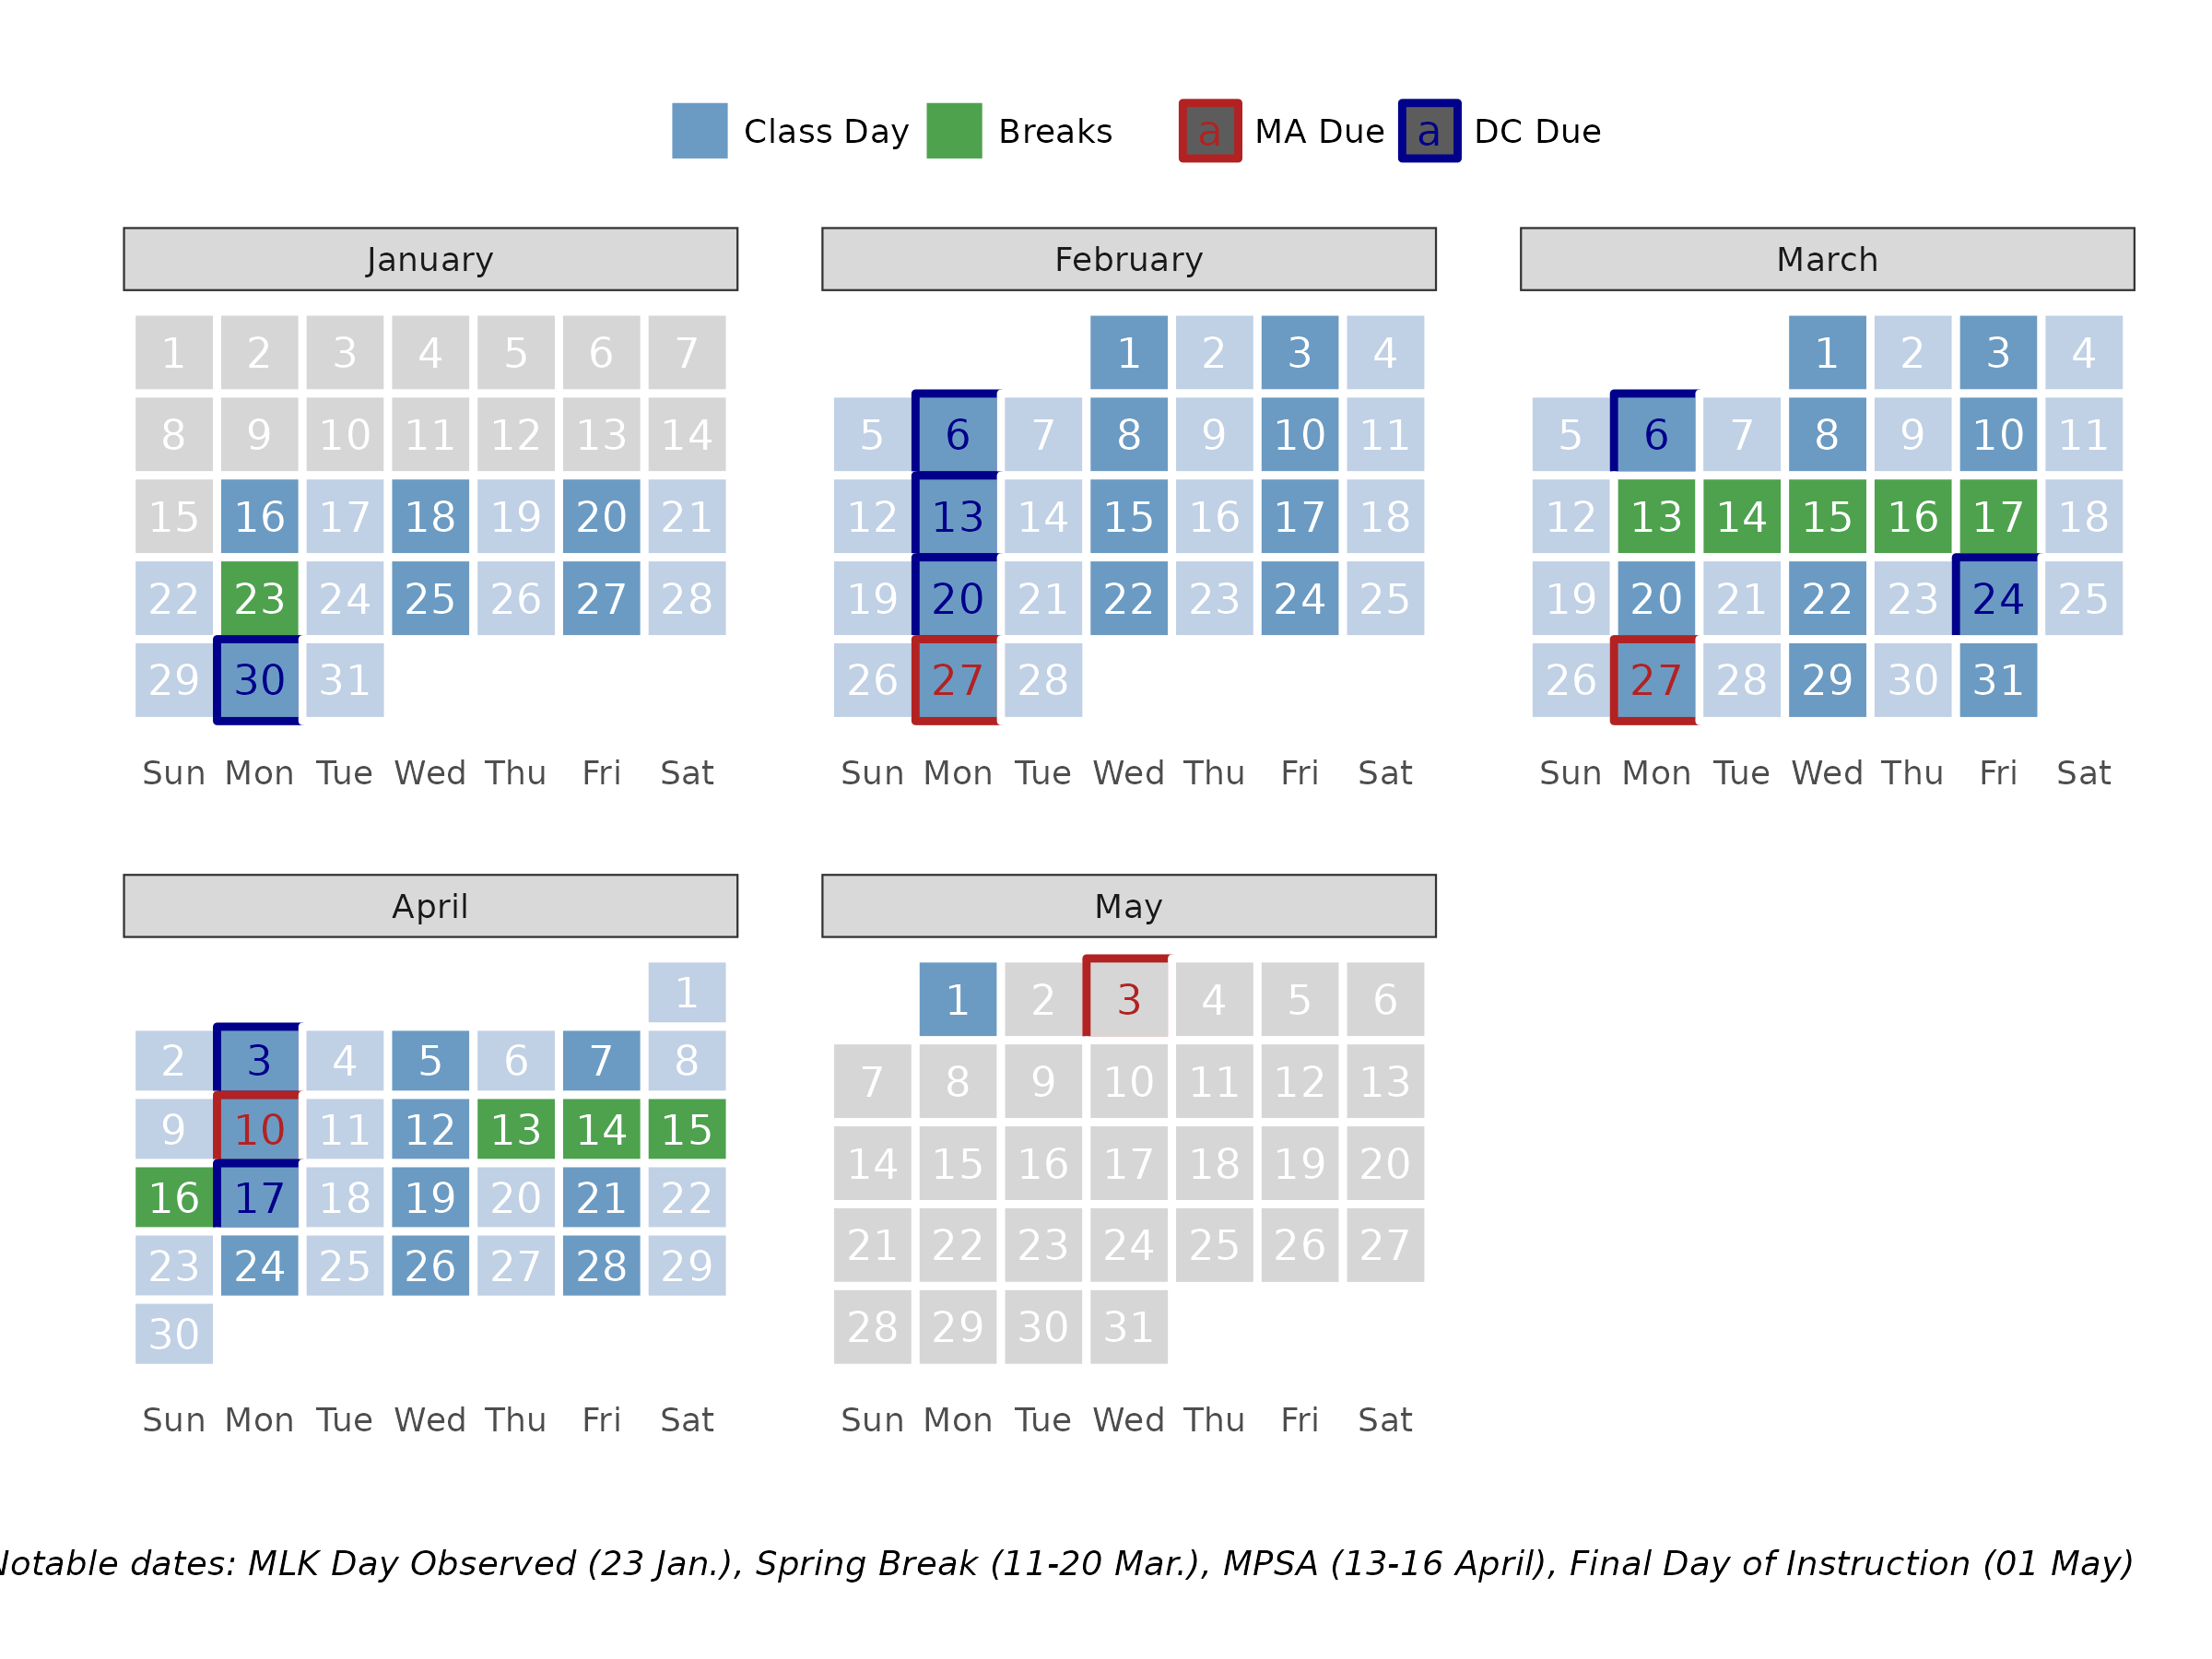 Class Day Breaks a MA Due a DC Due
January
1 2 3 4 5 6 7
8 9 10 11 12 13 14
15 16 17 18 19 20 21
22 23 24 25 26 27 28
29 30 31
Sun Mon Tue Wed Thu Fri Sat
February
1 2 3 4
5 6 7 8 9 10 11
12 13 14 15 16 17 18
19 20 21 22 23 24 25
26 27 28
Sun Mon Tue Wed Thu Fri Sat
March
1 2 3 4
5 6 7 8 9 10 11
12 13 14 15 16 17 18
19 20 21 22 23 24 25
26 27 28 29 30 31
Sun Mon Tue Wed Thu Fri Sat
April
1
2 3 4 5 6 7 8
9 10 11 12 13 14 15
16 17 18 19 20 21 22
23 24 25 26 27 28 29
30
Sun Mon Tue Wed Thu Fri Sat
May
1 2 3 4 5 6
7 8 9 10 11 12 13
14 15 16 17 18 19 20
21 22 23 24 25 26 27
28 29 30 31
Sun Mon Tue Wed Thu Fri Sat
Notable dates: MLK Day Observed (23 Jan.), Spring Break (11-20 Mar.), MPSA (13-16 April), Final Day of Instruction (01 May)